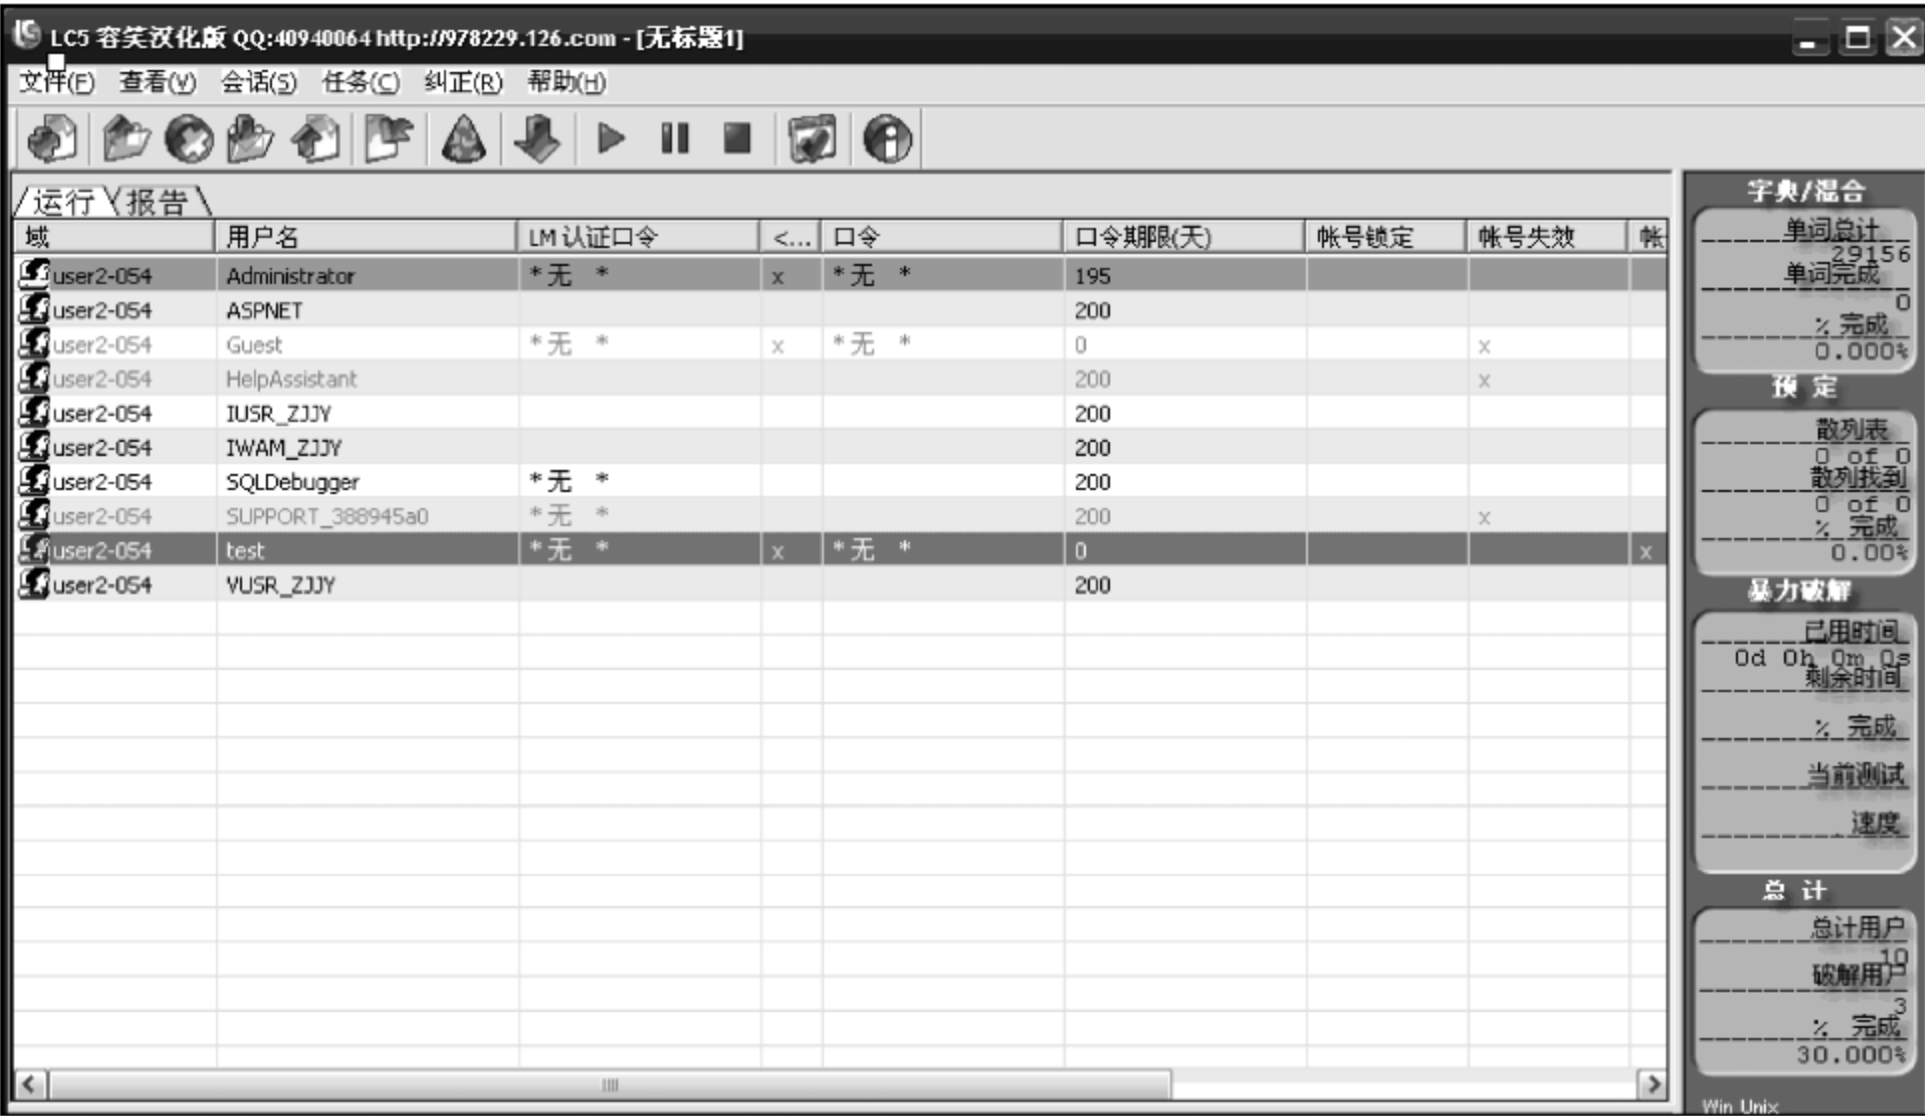 LC5 容笑汉化版 QQ:40940064 http://978229.126.com - [无标题1]
文件(F) 查看(V) 会话(S) 任务(C) 纠正(R) 帮助(H)
运行 报告
域 用户名 LM 认证口令 <... 口令 口令期限(天) 帐号锁定 帐号失效 帐
user2-054 Administrator * 无 * x * 无 * 195
user2-054 ASPNET 200
user2-054 Guest * 无 * x * 无 * 0 x
user2-054 HelpAssistant 200 x
user2-054 IUSR_ZJJY 200
user2-054 IWAM_ZJJY 200
user2-054 SQLDebugger * 无 * 200
user2-054 SUPPORT_388945a0 * 无 * 200 x
user2-054 test * 无 * x * 无 * 0 x
user2-054 VUSR_ZJJY 200
字典/混合
单词总计
29156
单词完成
0
% 完成
0.000%
预 定
散列表
0 of 0
散列找到
0 of 0
% 完成
0.00%
暴力破解
已用时间
0d 0h 0m 0s
剩余时间
% 完成
当前测试
速度
总 计
总计用户
10
破解用户
3
% 完成
30.000%
Win Unix